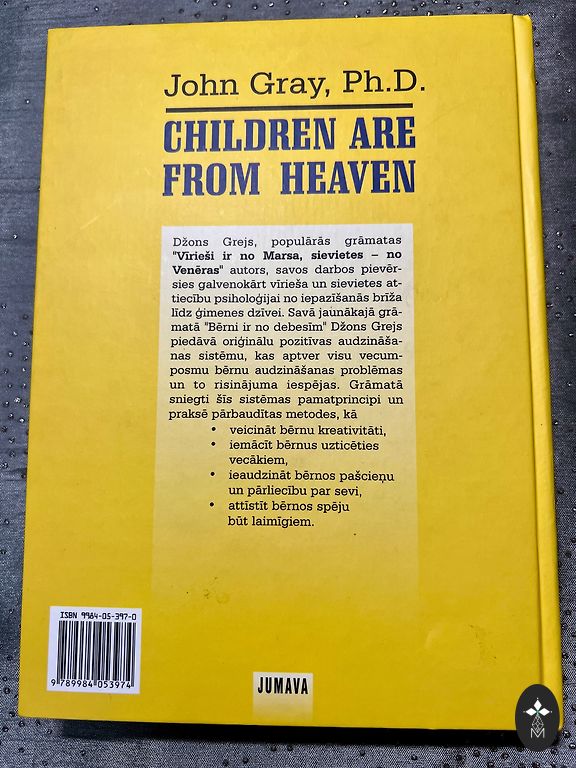 John Gray, Ph.D.
CHILDREN ARE
FROM HEAVEN
Džons Grejs, populārās grāmatas
"Vīrieši ir no Marsa, sievietes – no
Venēras" autors, savos darbos pievēr-
sies galvenokārt vīrieša un sievietes at-
tiecību psiholoģijai no iepazīšanās brīža
līdz ģimenes dzīvei. Savā jaunākajā grā-
matā "Bērni ir no debesīm" Džons Grejs
piedāvā oriģinālu pozitīvas audzināša-
nas sistēmu, kas aptver visu vecum-
posmu bērnu audzināšanas problēmas
un to risinājuma iespējas. Grāmatā
sniegti šīs sistēmas pamatprincipi un
praksē pārbaudītas metodes, kā
• veicināt bērnu kreativitāti,
• iemācīt bērnus uzticēties
vecākiem,
• ieaudzināt bērnos pašcieņu
un pārliecību par sevi,
• attīstīt bērnos spēju
būt laimīgiem.
ISBN 9984-05-397-0
9 789984 053974
JUMAVA
M